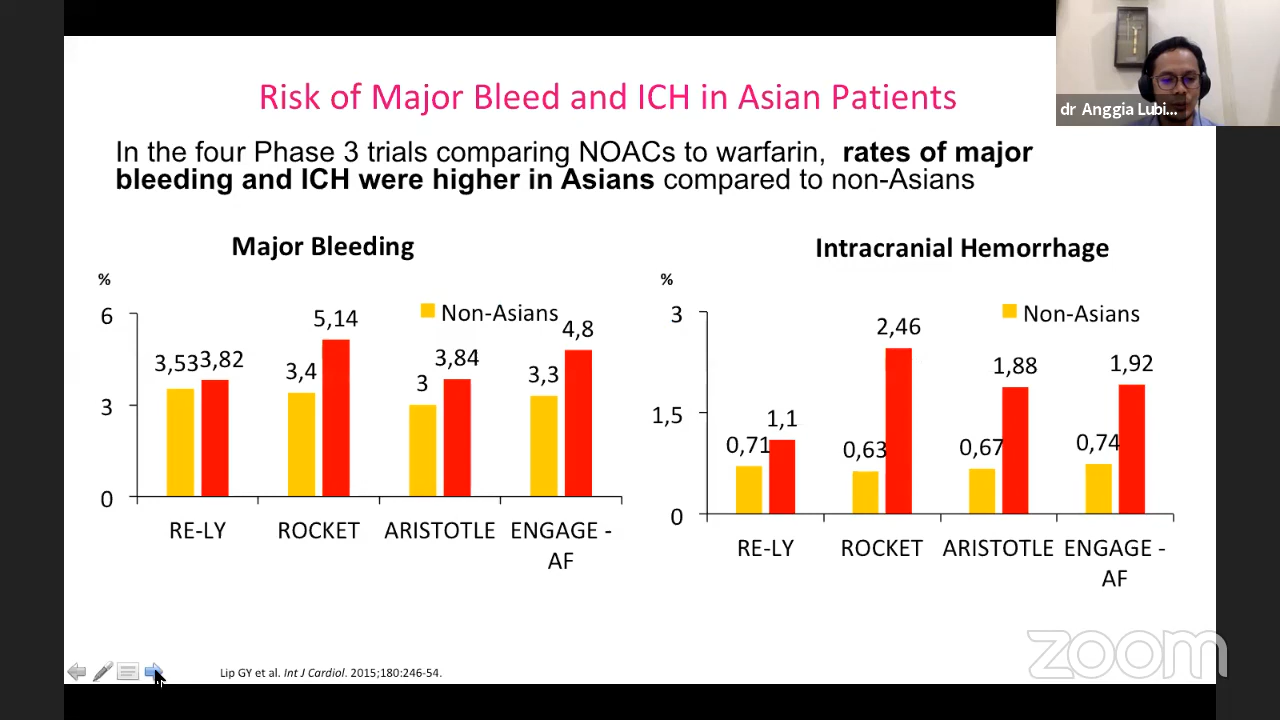 Risk of Major Bleed and ICH in Asian Patients
dr Anggia Lubi...
In the four Phase 3 trials comparing NOACs to warfarin, rates of major
bleeding and ICH were higher in Asians compared to non-Asians
Major Bleeding
%
6
3
0
Non-Asians
3,53 3,82
3,4 5,14
3 3,84
3,3 4,8
RE-LY ROCKET ARISTOTLE ENGAGE -
AF
Intracranial Hemorrhage
%
3
1,5
0
Non-Asians
0,71 1,1
0,63 2,46
0,67 1,88
0,74 1,92
RE-LY ROCKET ARISTOTLE ENGAGE -
AF
Lip GY et al. Int J Cardiol. 2015;180:246-54.
zoom